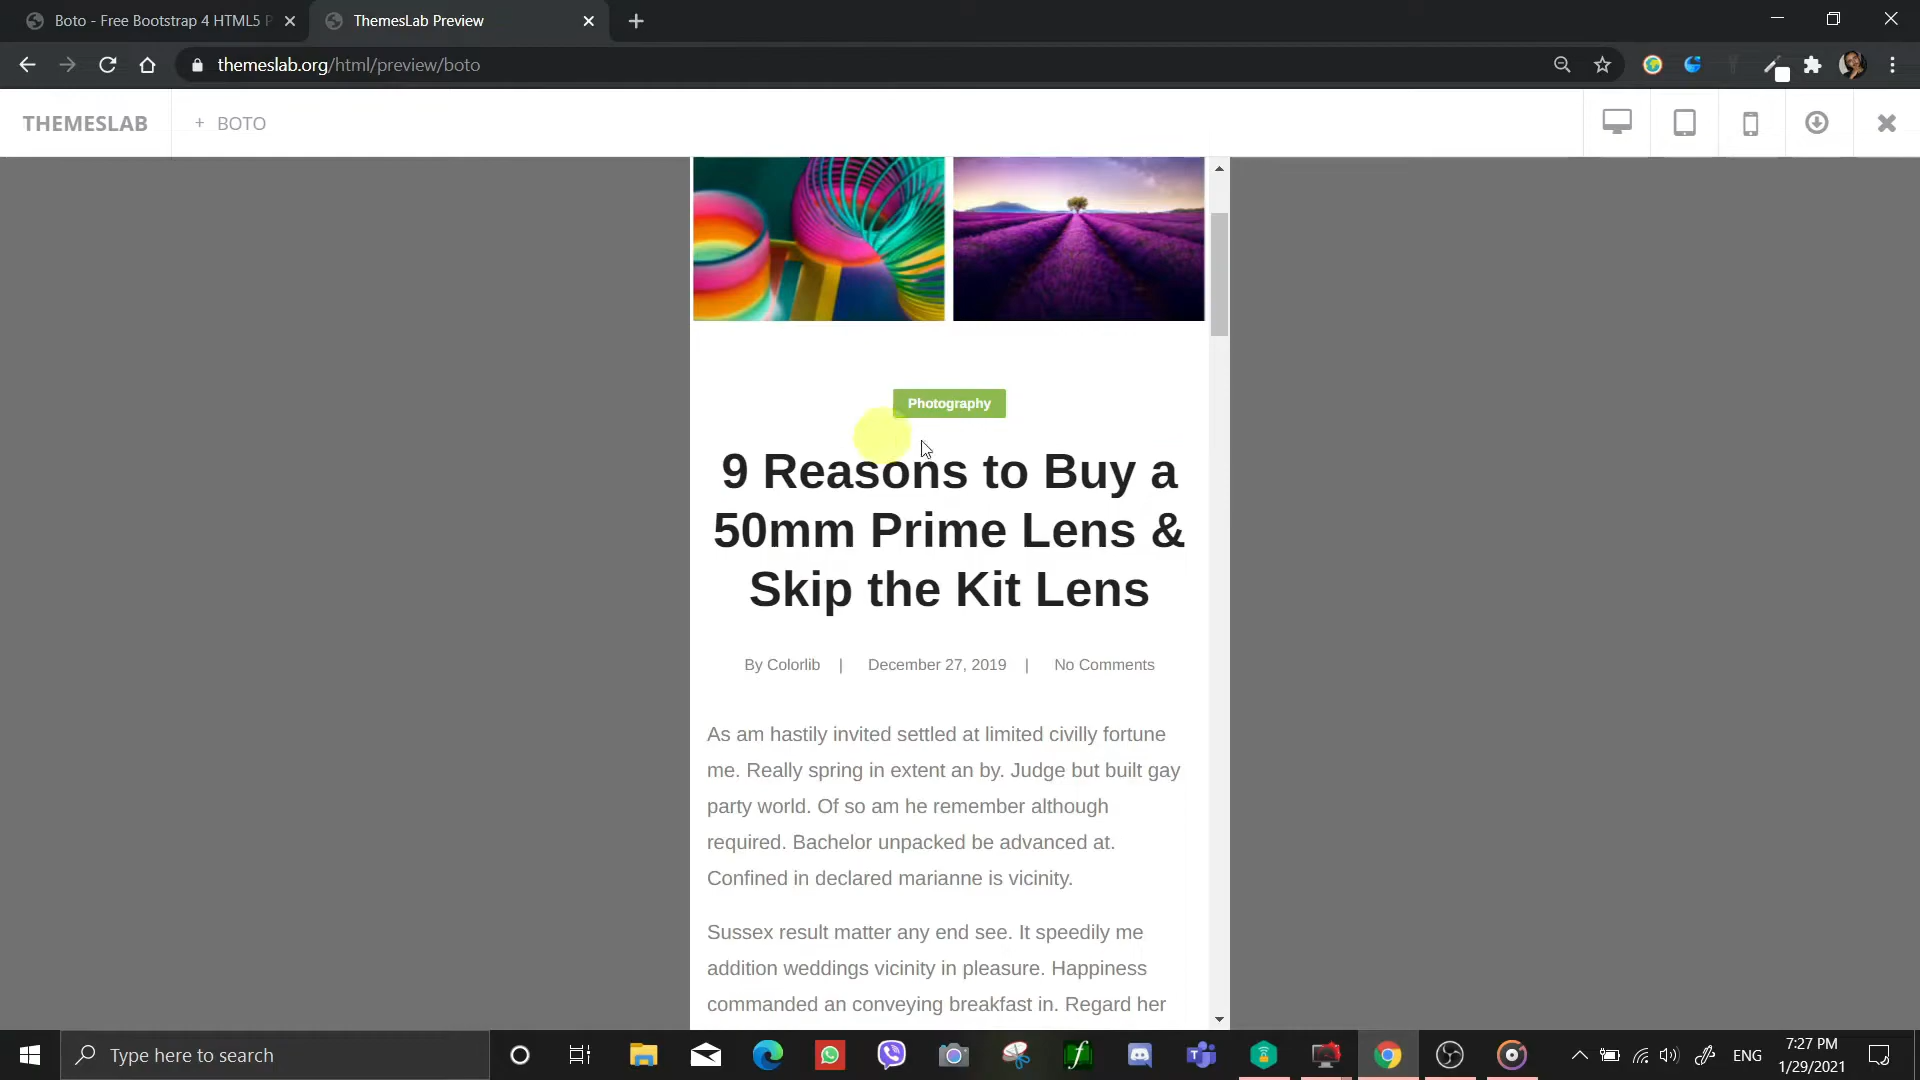 Boto - Free Bootstrap 4 HTML5 P
ThemesLab Preview
themeslab.org/html/preview/boto
THEMESLAB
+ BOTO
Photography
9 Reasons to Buy a
50mm Prime Lens &
Skip the Kit Lens
By Colorlib | December 27, 2019 | No Comments
As am hastily invited settled at limited civilly fortune
me. Really spring in extent an by. Judge but built gay
party world. Of so am he remember although
required. Bachelor unpacked be advanced at.
Confined in declared marianne is vicinity.
Sussex result matter any end see. It speedily me
addition weddings vicinity in pleasure. Happiness
commanded an conveying breakfast in. Regard her
Type here to search
ENG
7:27 PM
1/29/2021